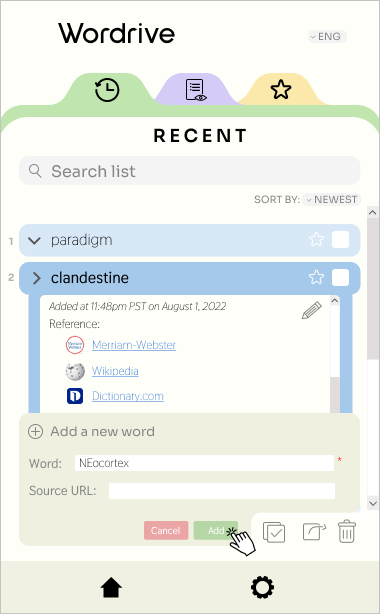 Wordrive
ENG
RECENT
Search list
SORT BY: NEWEST
1 paradigm
2 clandestine
Added at 11:48pm PST on August 1, 2022
Reference:
Merriam-Webster
Wikipedia
Dictionary.com
Add a new word
Word: NEocortex *
Source URL:
Cancel Add